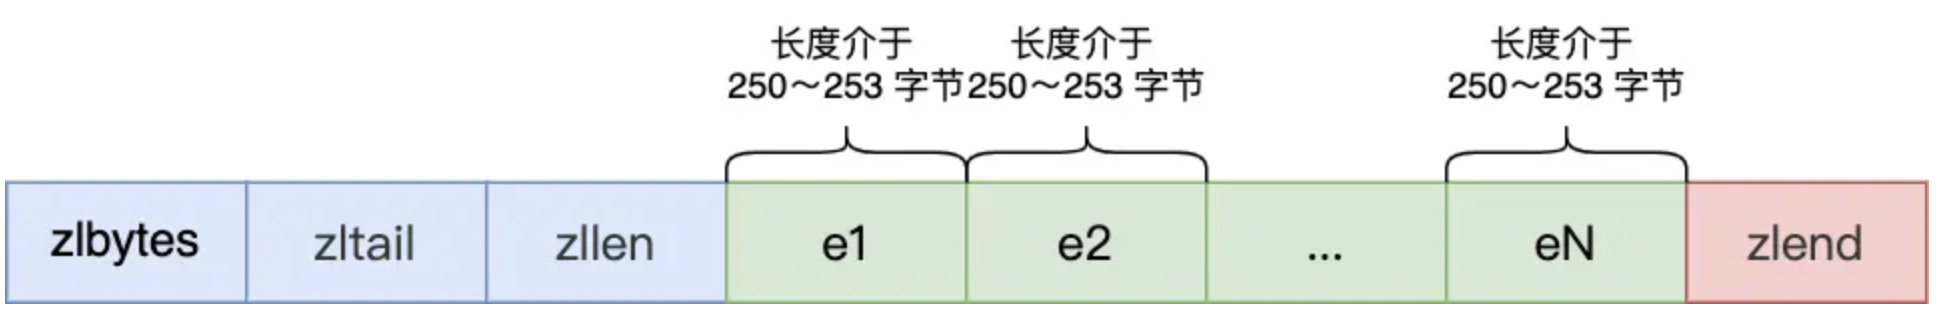 长度介于
250～253 字节
长度介于
250～253 字节
长度介于
250～253 字节
zlbytes
zltail
zllen
e1
e2
...
eN
zlend